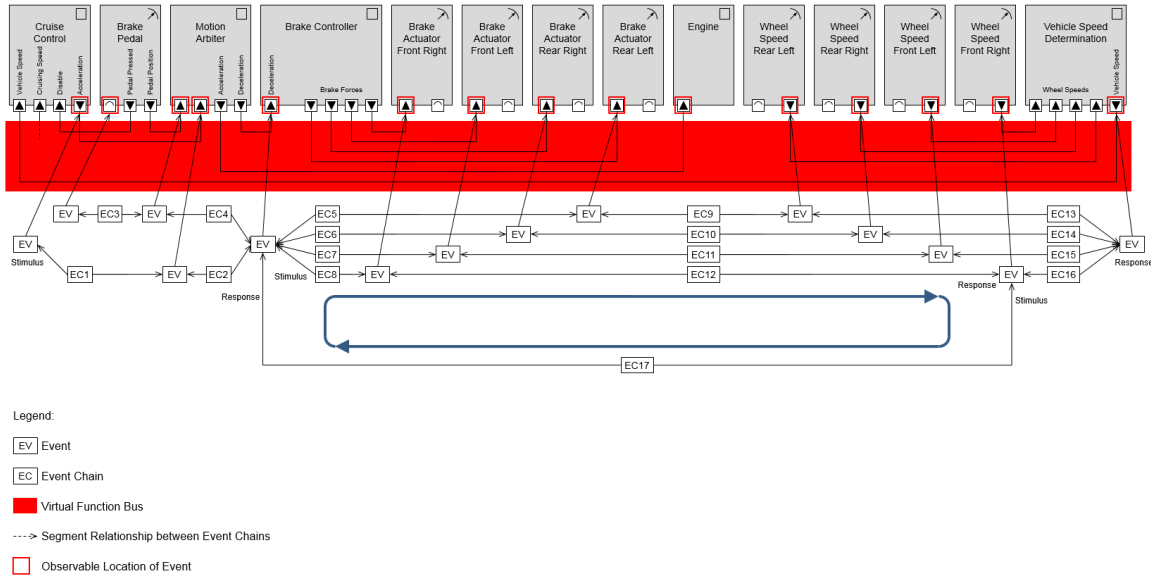 Cruise
Control
Brake
Pedal
Motion
Arbiter
Brake Controller
Brake
Actuator
Front Right
Brake
Actuator
Front Left
Brake
Actuator
Rear Right
Brake
Actuator
Rear Left
Engine
Wheel
Speed
Rear Left
Wheel
Speed
Rear Right
Wheel
Speed
Front Left
Wheel
Speed
Front Right
Vehicle Speed
Determination
Vehicle Speed
Cruising Speed
Disable
Acceleration
Pedal Pressed
Pedal Position
Acceleration
Deceleration
Deceleration
Brake Forces
Wheel Speeds
Vehicle Speed
EV EC3 EV EC4 EC5 EV EC9 EV EC13
EC6 EV EC10 EV EC14
EV EV EV
EC7 EV EC11 EV EC15
Stimulus Response
EC1 EV EC2 Stimulus EC8 EV EC12 EV EC16
Response Response Stimulus
EC17
Legend:
EV Event
EC Event Chain
Virtual Function Bus
Segment Relationship between Event Chains
Observable Location of Event